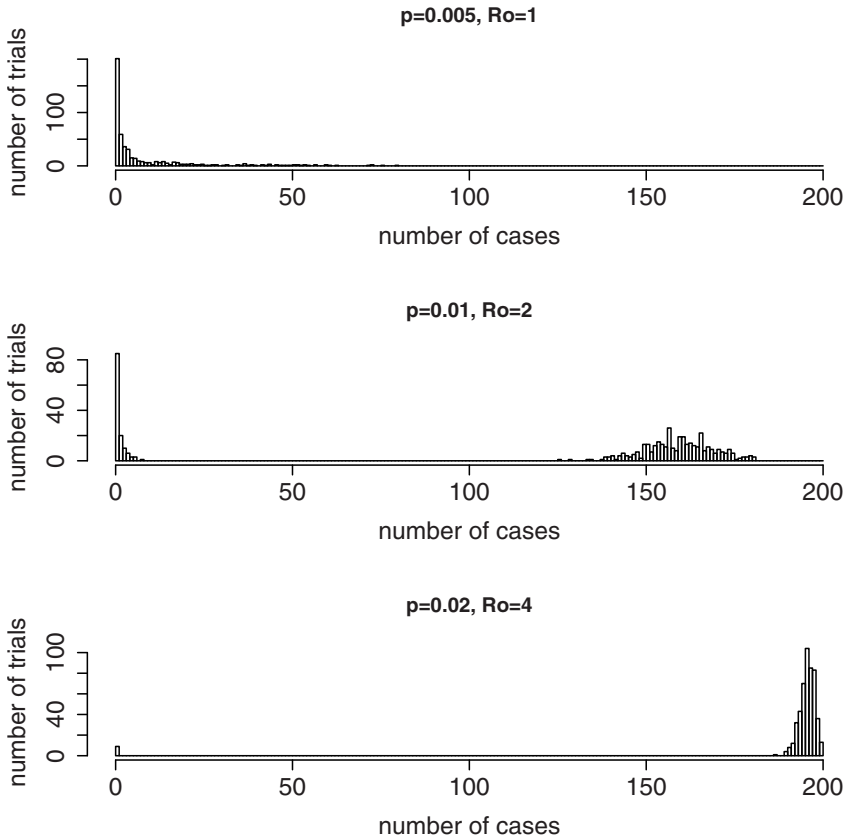 p=0.005, Ro=1
number of trials
0 100
0 50 100 150 200
number of cases
p=0.01, Ro=2
number of trials
0 40 80
0 50 100 150 200
number of cases
p=0.02, Ro=4
number of trials
0 40 100
0 50 100 150 200
number of cases